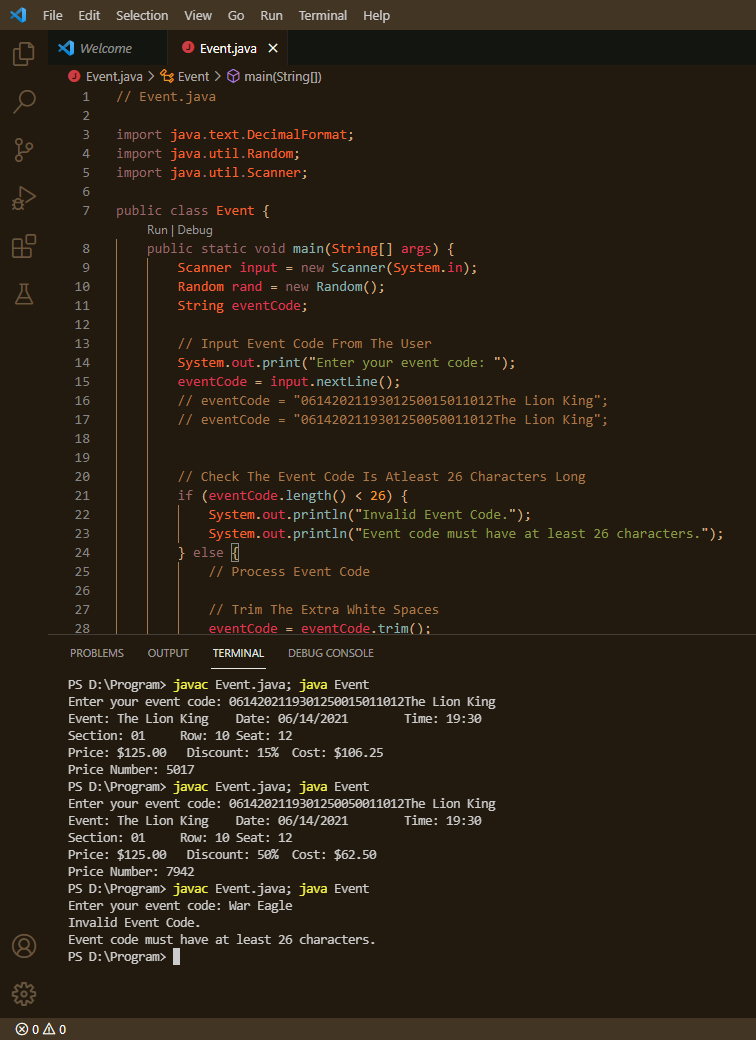 File Edit Selection View Go Run Terminal Help
Welcome Event.java
Event.java > Event > main(String[])
1 // Event.java
2
3 import java.text.DecimalFormat;
4 import java.util.Random;
5 import java.util.Scanner;
6
7 public class Event {
Run | Debug
8 public static void main(String[] args) {
9 Scanner input = new Scanner(System.in);
10 Random rand = new Random();
11 String eventCode;
12
13 // Input Event Code From The User
14 System.out.print("Enter your event code: ");
15 eventCode = input.nextLine();
16 // eventCode = "0614202119301250015011012The Lion King";
17 // eventCode = "0614202119301250050011012The Lion King";
18
19
20 // Check The Event Code Is Atleast 26 Characters Long
21 if (eventCode.length() < 26) {
22 System.out.println("Invalid Event Code.");
23 System.out.println("Event code must have at least 26 characters.");
24 } else {
25 // Process Event Code
26
27 // Trim The Extra White Spaces
28 eventCode = eventCode.trim();
PROBLEMS OUTPUT TERMINAL DEBUG CONSOLE
PS D:\Program> javac Event.java; java Event
Enter your event code: 0614202119301250015011012The Lion King
Event: The Lion King Date: 06/14/2021 Time: 19:30
Section: 01 Row: 10 Seat: 12
Price: $125.00 Discount: 15% Cost: $106.25
Price Number: 5017
PS D:\Program> javac Event.java; java Event
Enter your event code: 0614202119301250050011012The Lion King
Event: The Lion King Date: 06/14/2021 Time: 19:30
Section: 01 Row: 10 Seat: 12
Price: $125.00 Discount: 50% Cost: $62.50
Price Number: 7942
PS D:\Program> javac Event.java; java Event
Enter your event code: War Eagle
Invalid Event Code.
Event code must have at least 26 characters.
PS D:\Program>
0 0